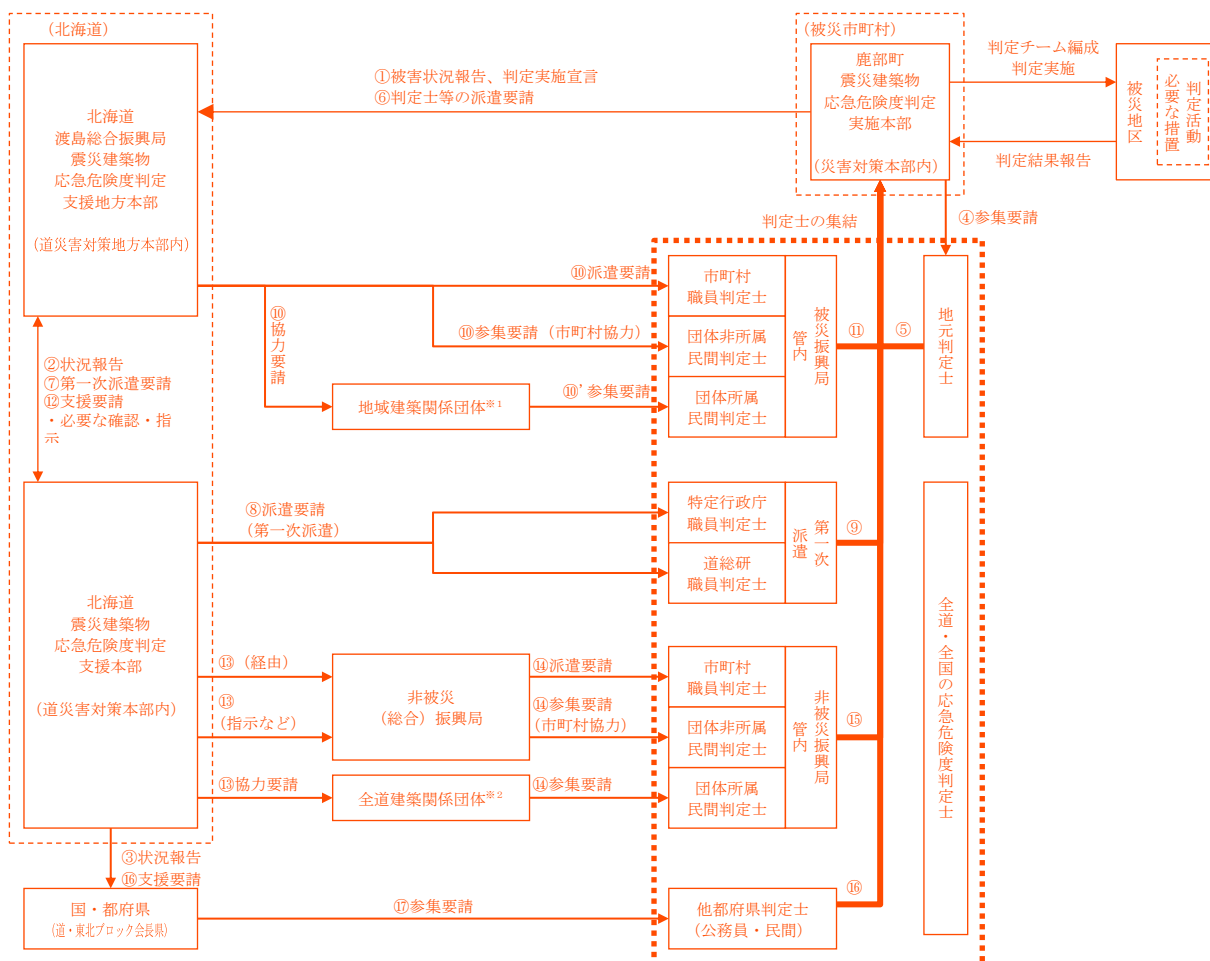 (北海道)
(被災市町村)
北海道
渡島総合振興局
震災建築物
応急危険度判定
支援地方本部
(道災害対策地方本部内)
①被害状況報告、判定実施宣言
⑥判定士等の派遣要請
鹿部町
震災建築物
応急危険度判定
実施本部
(災害対策本部内)
判定チーム編成
判定実施
判定結果報告
被災地区
判定活動
必要な措置
判定士の集結
④参集要請
⑩派遣要請
⑩参集要請(市町村協力)
⑩協力要請
地域建築関係団体※1
⑩’参集要請
市町村
職員判定士
団体非所属
民間判定士
団体所属
民間判定士
被災振興局
管内
⑪
⑤
地元判定士
②状況報告
⑦第一次派遣要請
⑫支援要請
・必要な確認・指
示
北海道
震災建築物
応急危険度判定
支援本部
(道災害対策本部内)
⑧派遣要請
(第一次派遣)
特定行政庁
職員判定士
道総研
職員判定士
第一次
派遣
⑨
全道・全国の応急危険度判定士
⑬(経由)
⑬
(指示など)
非被災
(総合)振興局
⑭派遣要請
⑭参集要請
(市町村協力)
市町村
職員判定士
団体非所属
民間判定士
団体所属
民間判定士
非被災振興局
管内
⑮
⑬協力要請
全道建築関係団体※2
⑭参集要請
③状況報告
⑯支援要請
国・都府県
(道・東北ブロック会長県)
⑰参集要請
他都府県判定士
(公務員・民間)
⑯